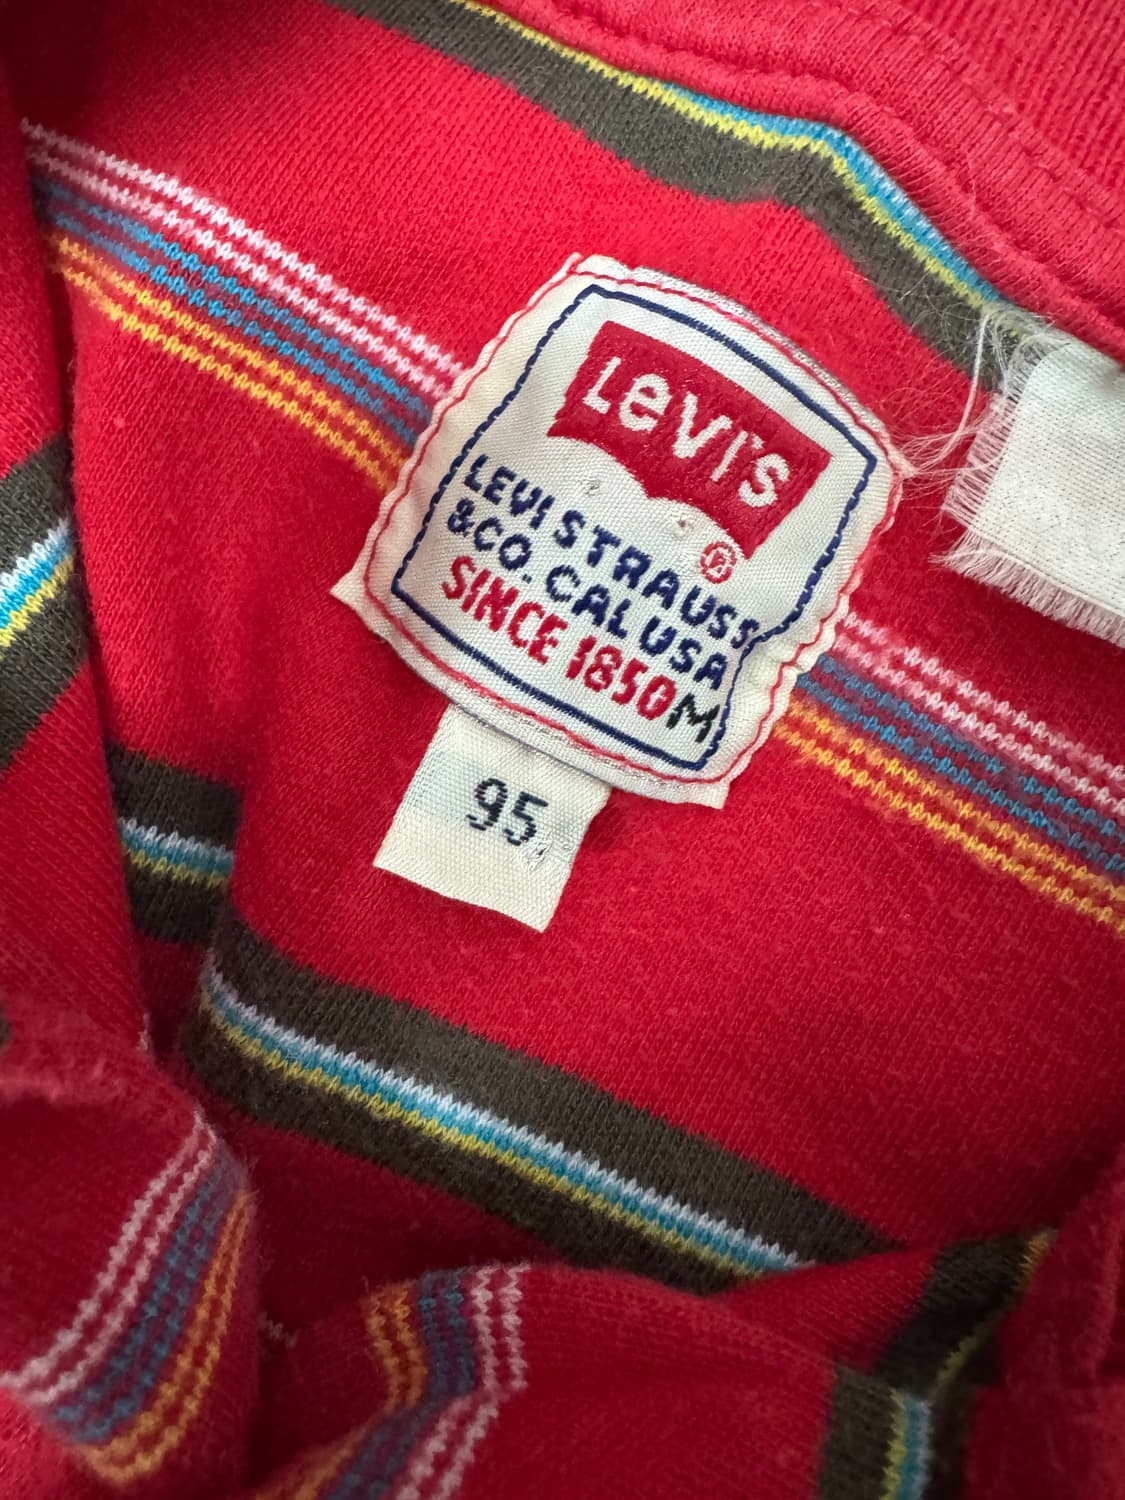 Levi's
®
LEVI STRAUSS
&CO. CAL USA
SINCE 1850 M
95